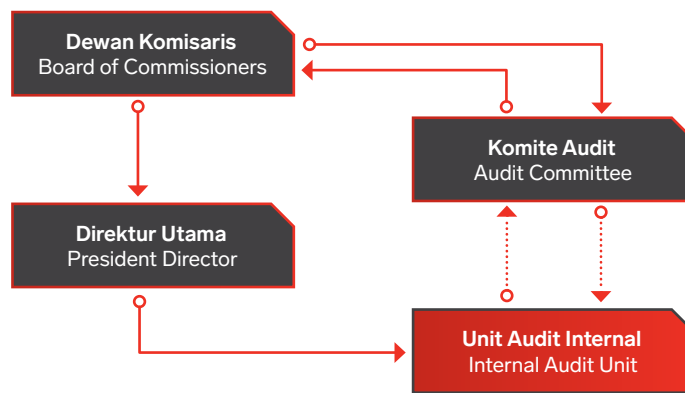 Dewan Komisaris
Board of Commissioners
Komite Audit
Audit Committee
Direktur Utama
President Director
Unit Audit Internal
Internal Audit Unit